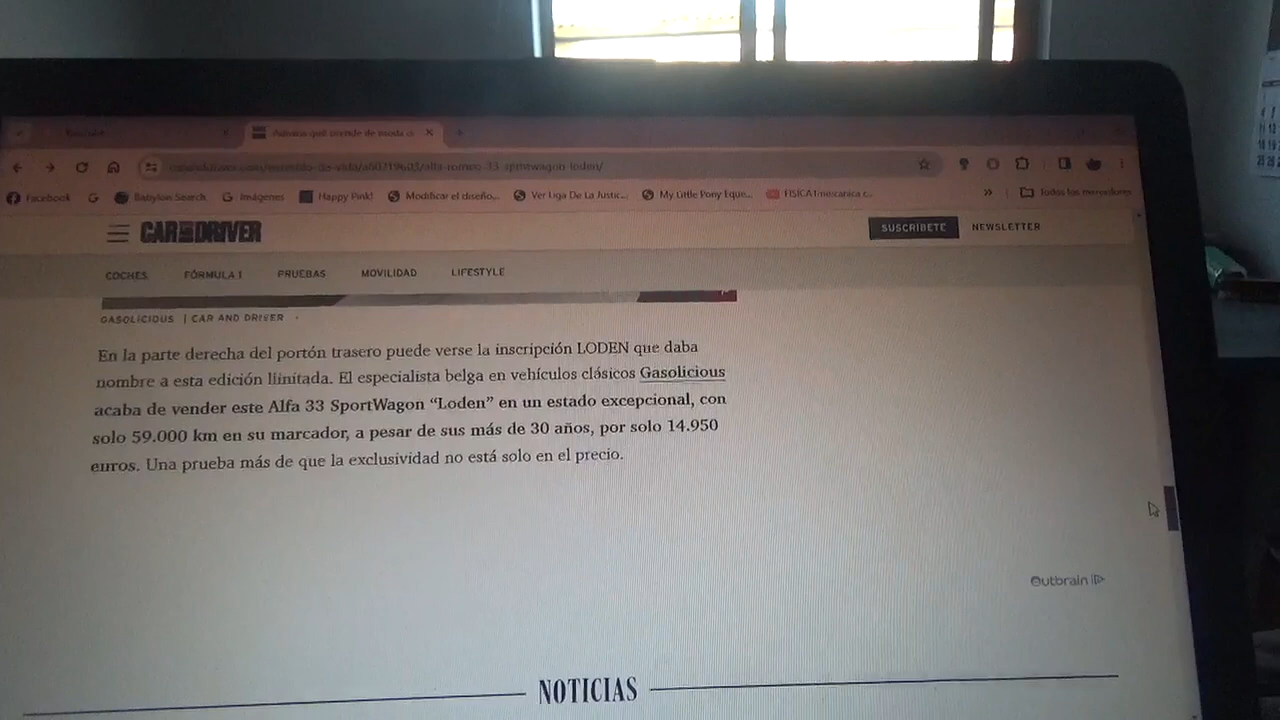 Facebook
G
Babylon Search
G Imágenes
Happy Pink!
Modificar el diseño...
Ver Liga De La Justic...
My Little Pony Eque...
»
Todos los marcadores
CAR AND DRIVER
SUSCRÍBETE
NEWSLETTER
COCHES
FÓRMULA 1
PRUEBAS
MOVILIDAD
LIFESTYLE
GASOLICIOUS | CAR AND DRIVER
En la parte derecha del portón trasero puede verse la inscripción LODEN que daba
nombre a esta edición limitada. El especialista belga en vehículos clásicos Gasolicious
acaba de vender este Alfa 33 SportWagon “Loden” en un estado excepcional, con
solo 59.000 km en su marcador, a pesar de sus más de 30 años, por solo 14.950
euros. Una prueba más de que la exclusividad no está solo en el precio.
Outbrain
NOTICIAS